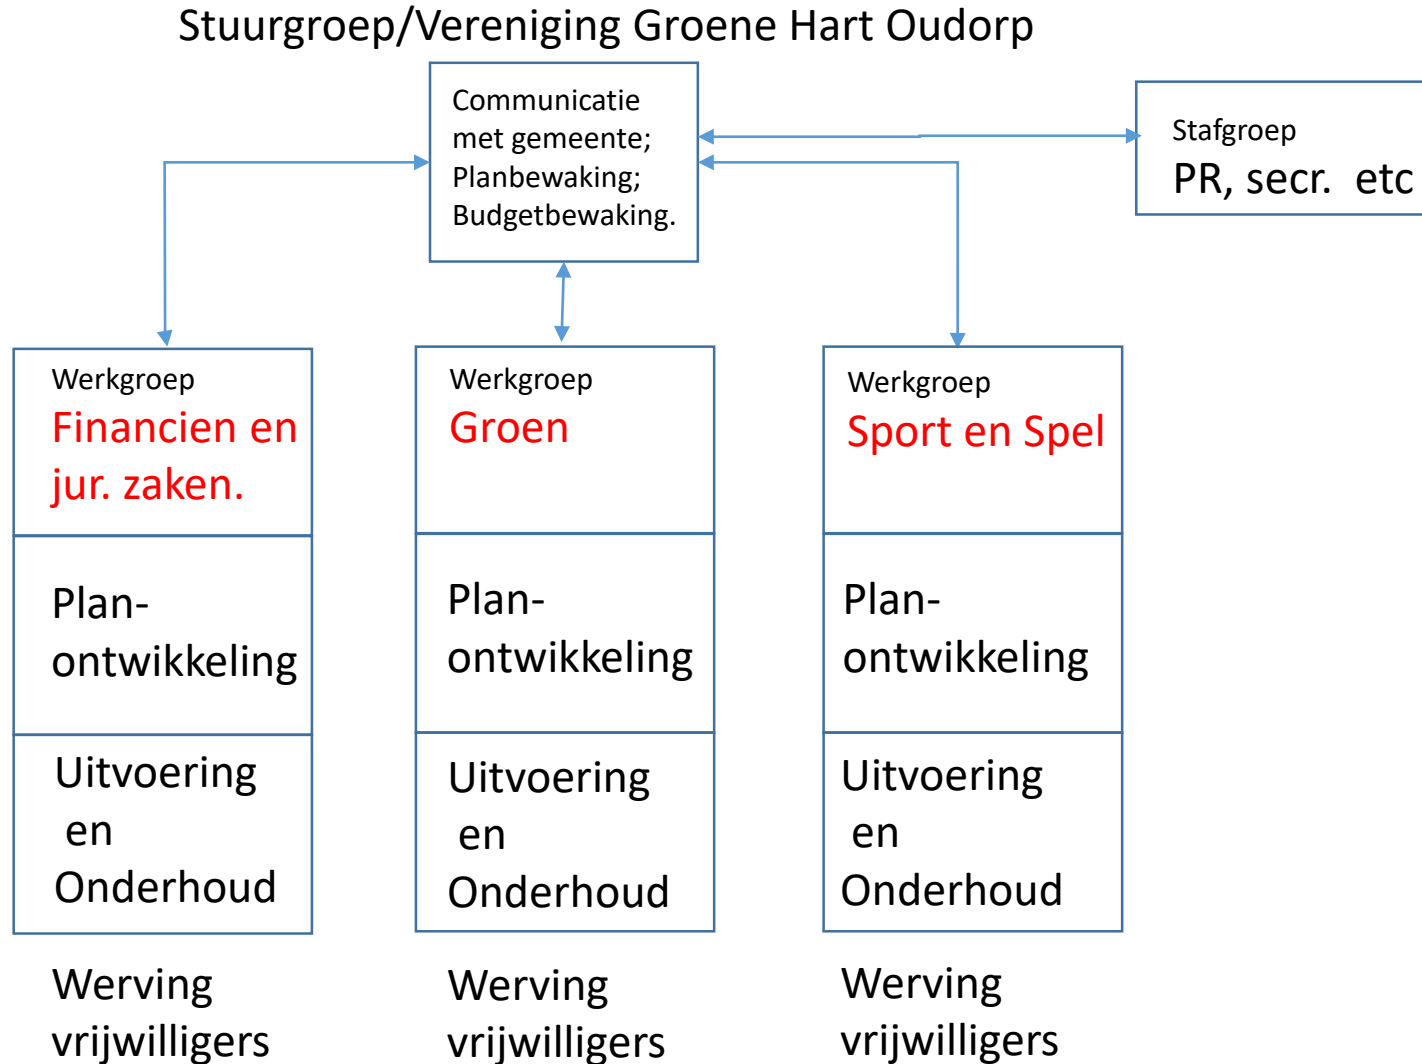 Stuurgroep/Vereniging Groene Hart Oudorp
Communicatie
met gemeente;
Planbewaking;
Budgetbewaking.
Stafgroep
PR, secr. etc
Werkgroep
Financien en
jur. zaken.
Plan-
ontwikkeling
Uitvoering
en
Onderhoud
Werving
vrijwilligers
Werkgroep
Groen
Plan-
ontwikkeling
Uitvoering
en
Onderhoud
Werving
vrijwilligers
Werkgroep
Sport en Spel
Plan-
ontwikkeling
Uitvoering
en
Onderhoud
Werving
vrijwilligers